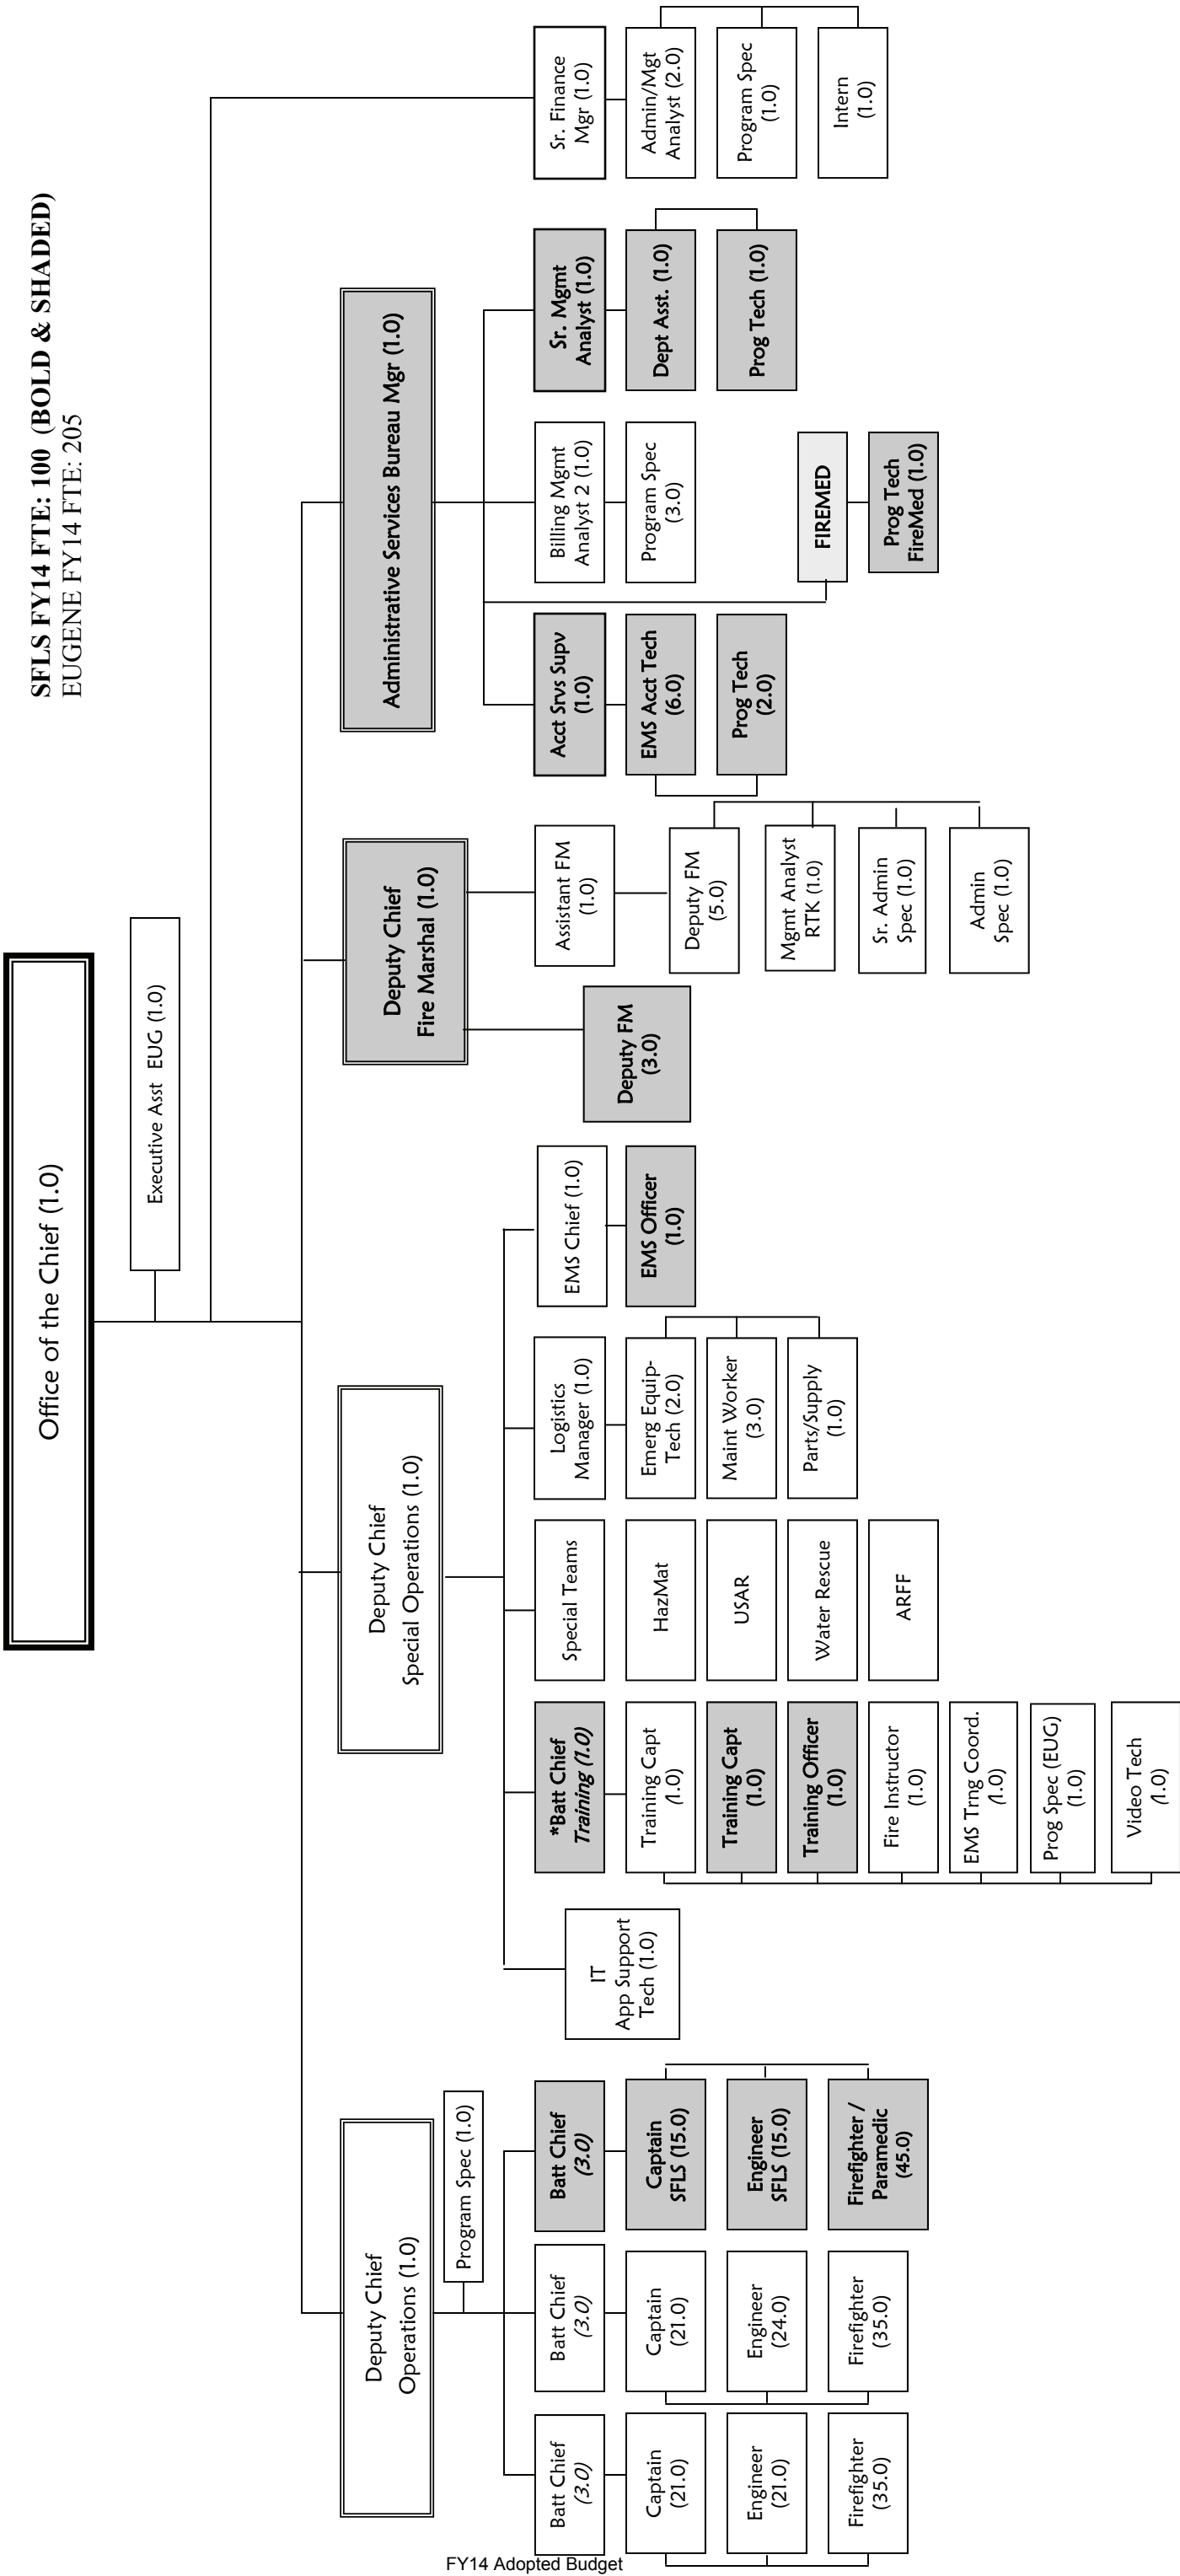 SFLS FY14 FTE: 100 (BOLD & SHADED)
EUGENE FY14 FTE: 205
Office of the Chief (1.0)
Executive Asst EUG (1.0)
Deputy Chief
Operations (1.0)
Program Spec (1.0)
Batt Chief
(3.0)
Captain
(21.0)
Engineer
(21.0)
Firefighter
(35.0)
Batt Chief
(3.0)
Captain
(21.0)
Engineer
(24.0)
Firefighter
(35.0)
Batt Chief
(3.0)
Captain
SFLS (15.0)
Engineer
SFLS (15.0)
Firefighter /
Paramedic
(45.0)
Deputy Chief
Special Operations (1.0)
IT
App Support
Tech (1.0)
*Batt Chief
Training (1.0)
Training Capt
(1.0)
Training Capt
(1.0)
Training Officer
(1.0)
Fire Instructor
(1.0)
EMS Trng Coord.
(1.0)
Prog Spec (EUG)
(1.0)
Video Tech
(1.0)
Special Teams
HazMat
USAR
Water Rescue
ARFF
Logistics
Manager (1.0)
Emerg Equip-
Tech (2.0)
Maint Worker
(3.0)
Parts/Supply
(1.0)
EMS Chief (1.0)
EMS Officer
(1.0)
Deputy Chief
Fire Marshal (1.0)
Deputy FM
(3.0)
Assistant FM
(1.0)
Deputy FM
(5.0)
Mgmt Analyst
RTK (1.0)
Sr. Admin
Spec (1.0)
Admin
Spec (1.0)
Administrative Services Bureau Mgr (1.0)
Acct Srvs Supv
(1.0)
EMS Acct Tech
(6.0)
Prog Tech
(2.0)
FIREMED
Prog Tech
FireMed (1.0)
Billing Mgmt
Analyst 2 (1.0)
Program Spec
(3.0)
Sr. Mgmt
Analyst (1.0)
Dept Asst. (1.0)
Prog Tech (1.0)
Sr. Finance
Mgr (1.0)
Admin/Mgt
Analyst (2.0)
Program Spec
(1.0)
Intern
(1.0)
FY14 Adopted Budget